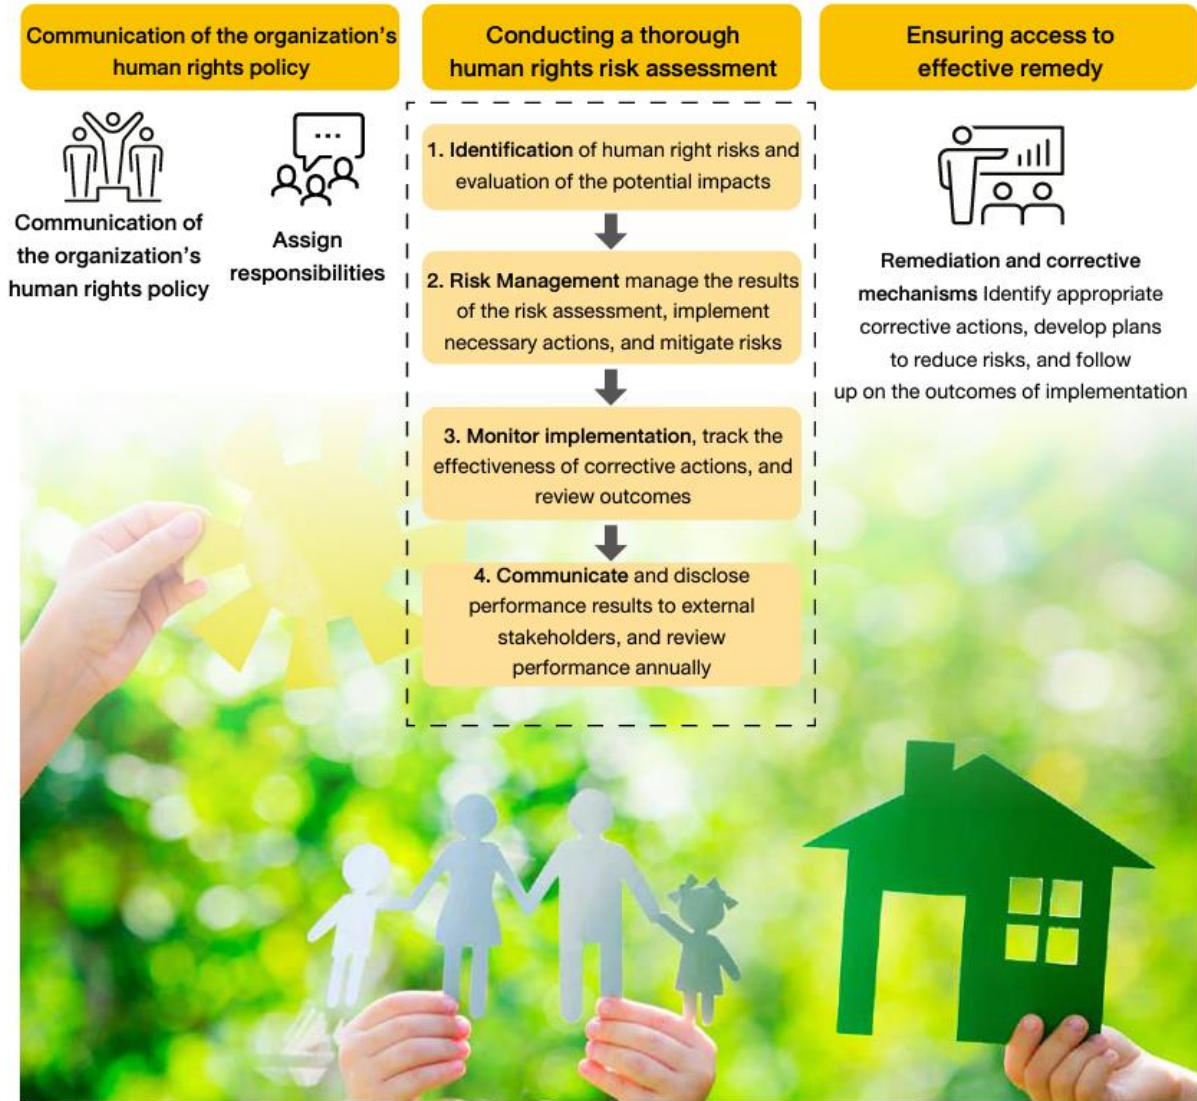 Communication of the organization's
human rights policy
Communication of
the organization's
human rights policy
Assign
responsibilities
Conducting a thorough
human rights risk assessment
1. Identification of human right risks and
evaluation of the potential impacts
2. Risk Management manage the results
of the risk assessment, implement
necessary actions, and mitigate risks
3. Monitor implementation, track the
effectiveness of corrective actions, and
review outcomes
4. Communicate and disclose
performance results to external
stakeholders, and review
performance annually
Ensuring access to
effective remedy
Remediation and corrective
mechanisms Identify appropriate
corrective actions, develop plans
to reduce risks, and follow
up on the outcomes of implementation